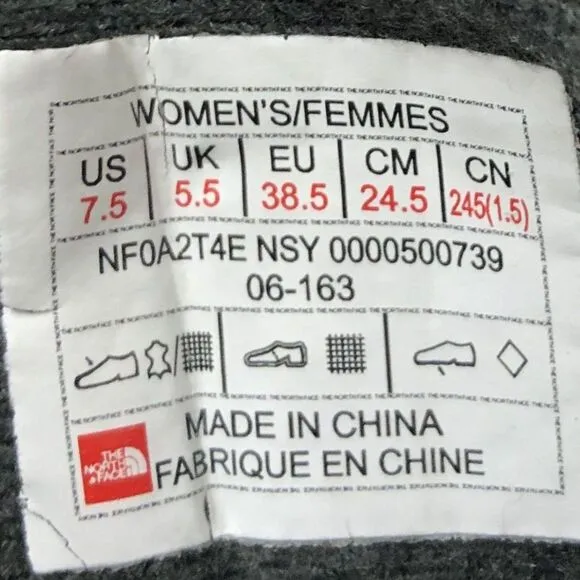 WOMEN'S/FEMMES
US UK EU CM CN
7.5 5.5 38.5 24.5 245(1.5)
NF0A2T4E NSY 0000500739
06-163
MADE IN CHINA
FABRIQUE EN CHINE
THE
NORTH
FACE